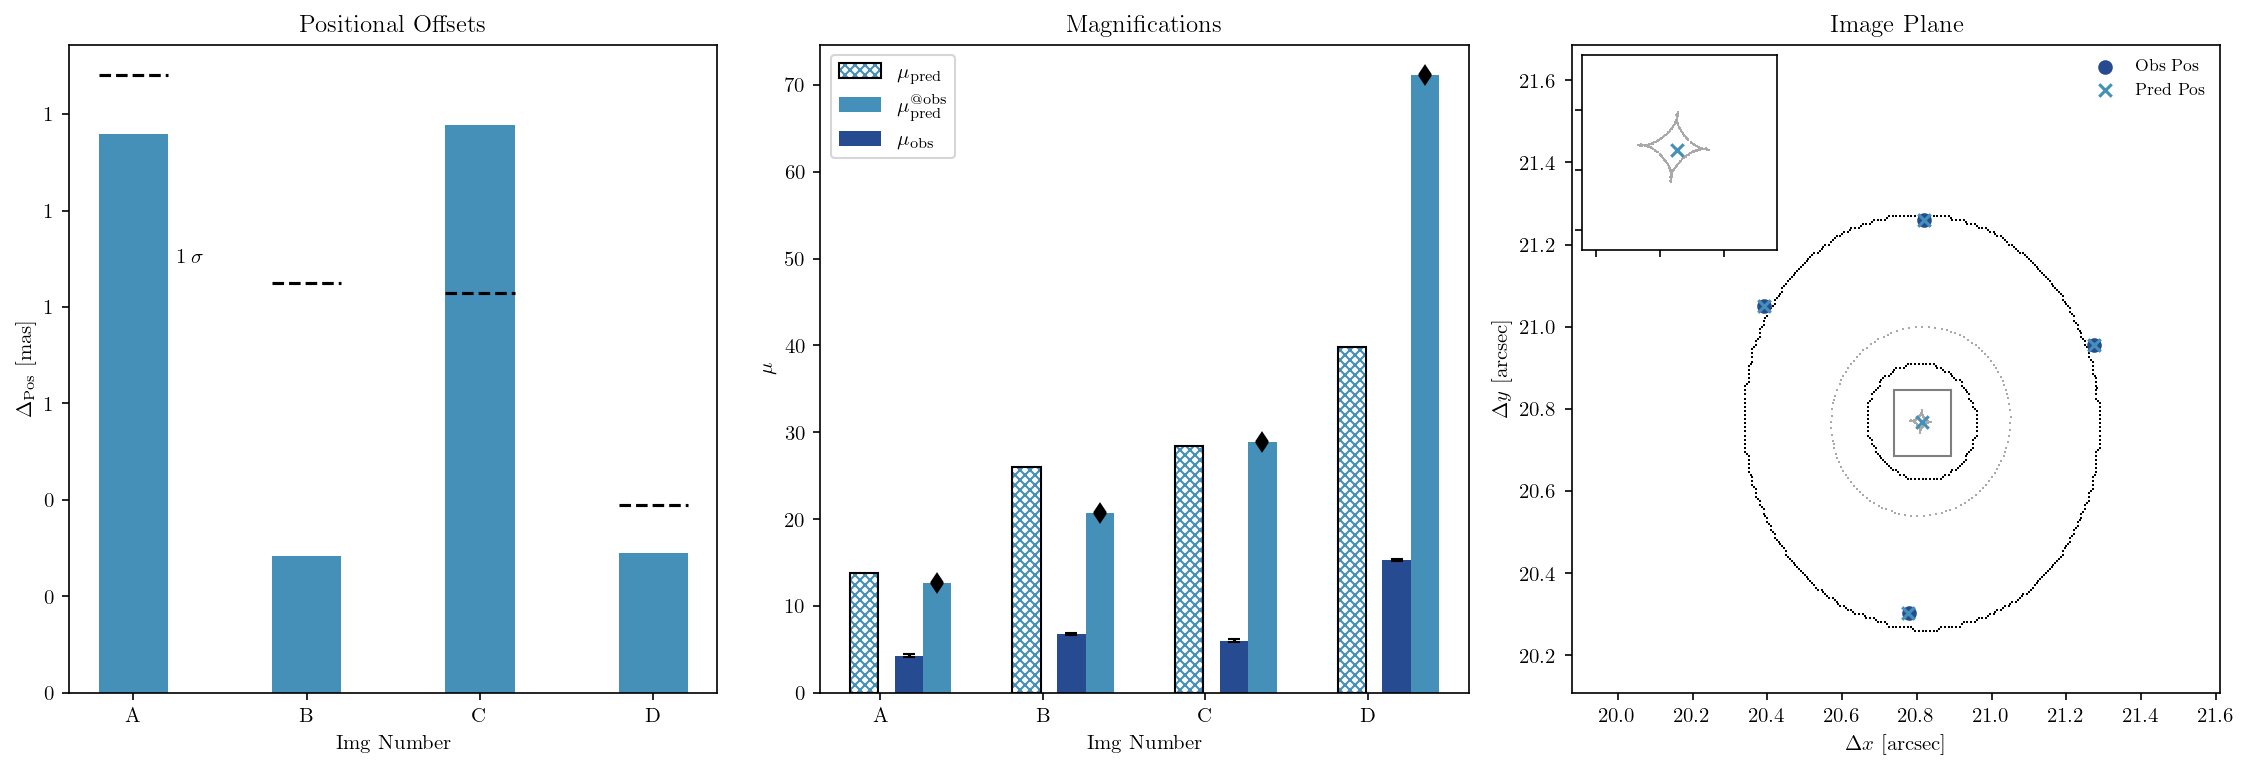 Positional Offsets
1
1
1
1
0
0
0
Δ_Pos [mas]
1 σ
A B C D
Img Number
Magnifications
μ_pred
μ_pred^@obs
μ_obs
70
60
50
40
30
20
10
0
μ
A B C D
Img Number
Image Plane
Obs Pos
Pred Pos
21.6
21.4
21.2
21.0
20.8
20.6
20.4
20.2
Δy [arcsec]
20.0 20.2 20.4 20.6 20.8 21.0 21.2 21.4 21.6
Δx [arcsec]